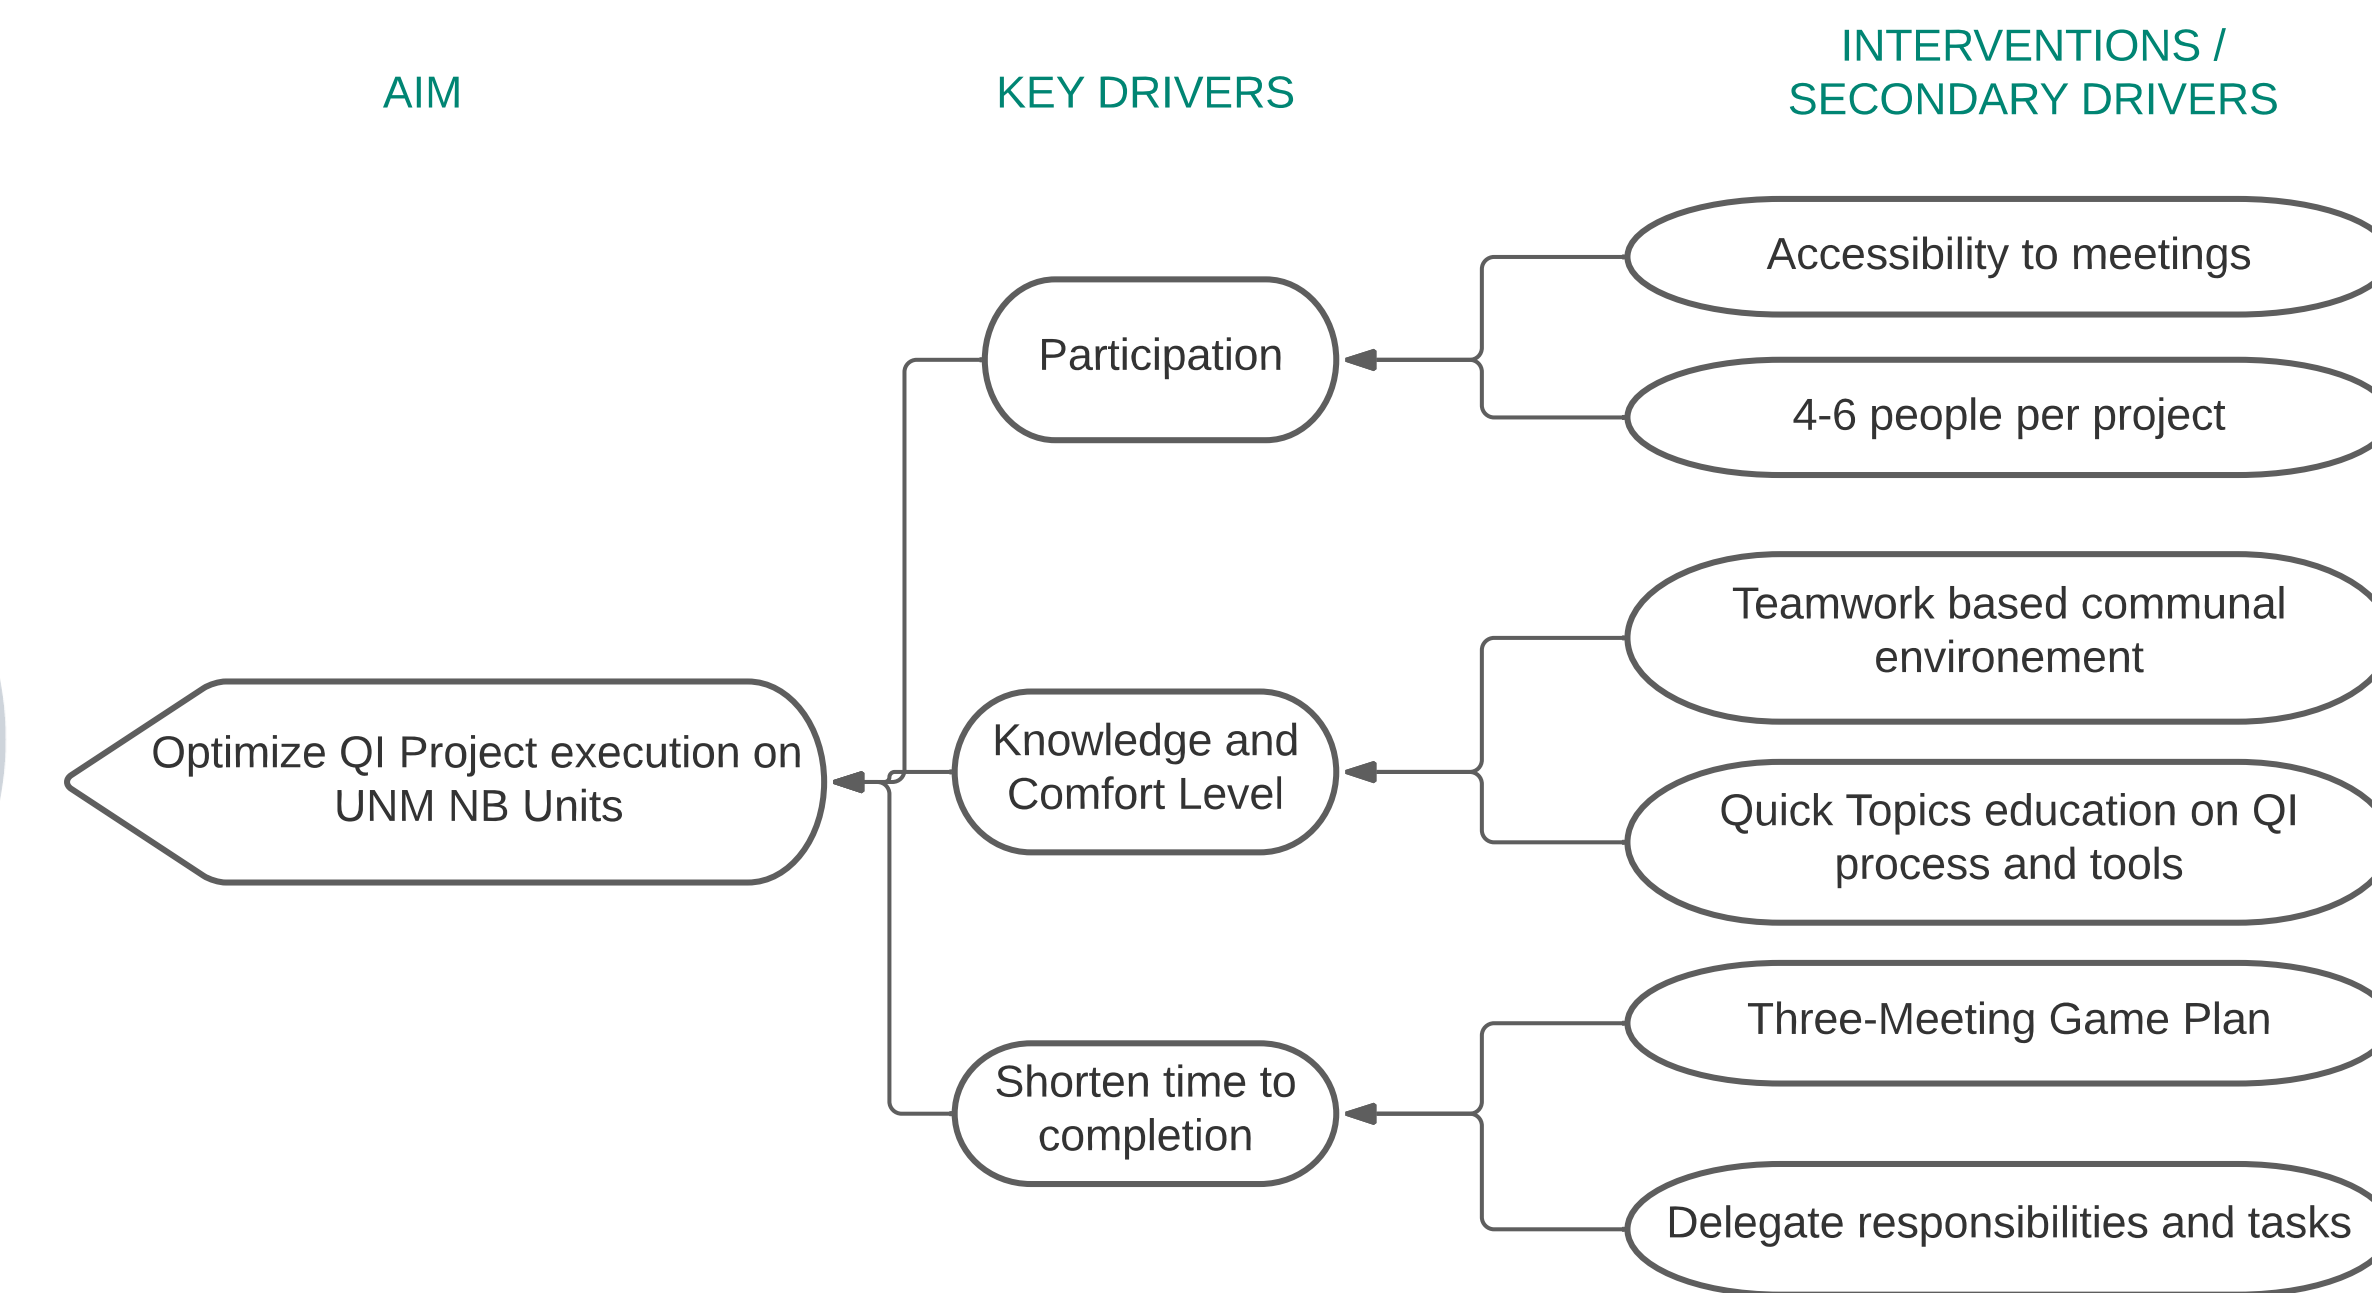 AIM
KEY DRIVERS
INTERVENTIONS /
SECONDARY DRIVERS
Optimize QI Project execution on
UNM NB Units
Participation
Knowledge and
Comfort Level
Shorten time to
completion
Accessibility to meetings
4-6 people per project
Teamwork based communal
environement
Quick Topics education on QI
process and tools
Three-Meeting Game Plan
Delegate responsibilities and tasks